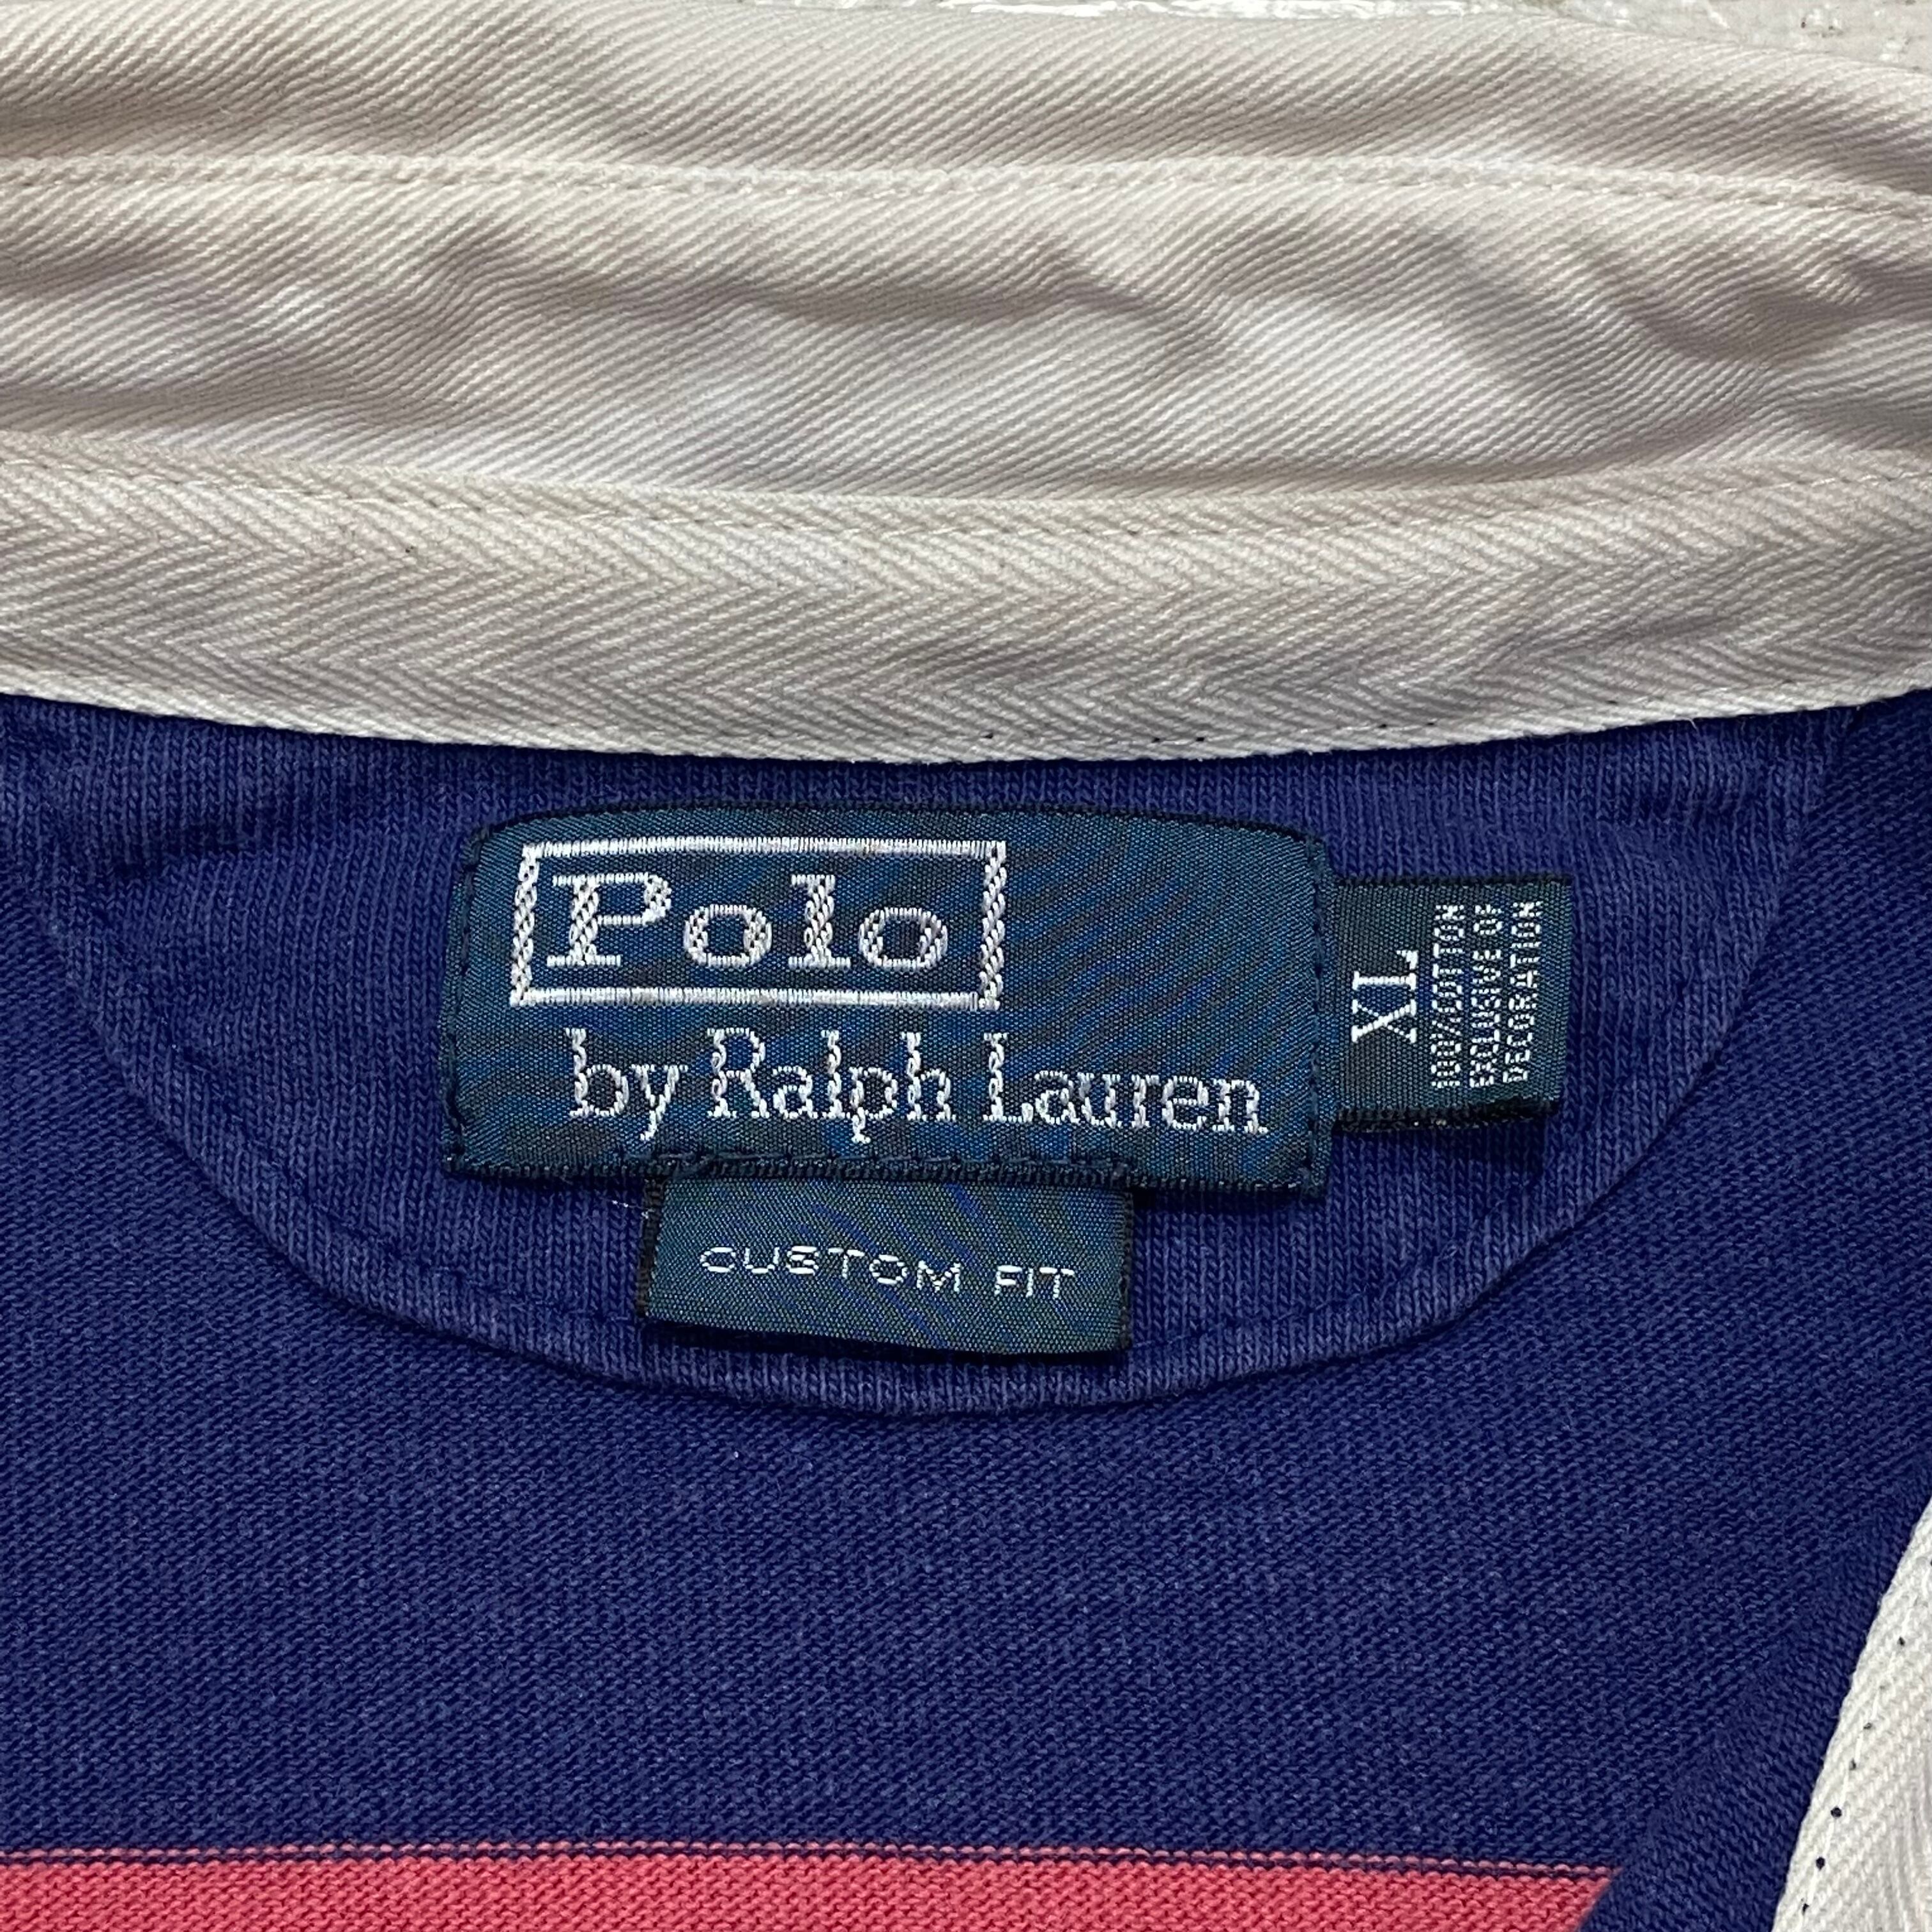 Polo
by Ralph Lauren
XL
100% COTTON
EXCLUSIVE OF
DECORATION
CUSTOM FIT